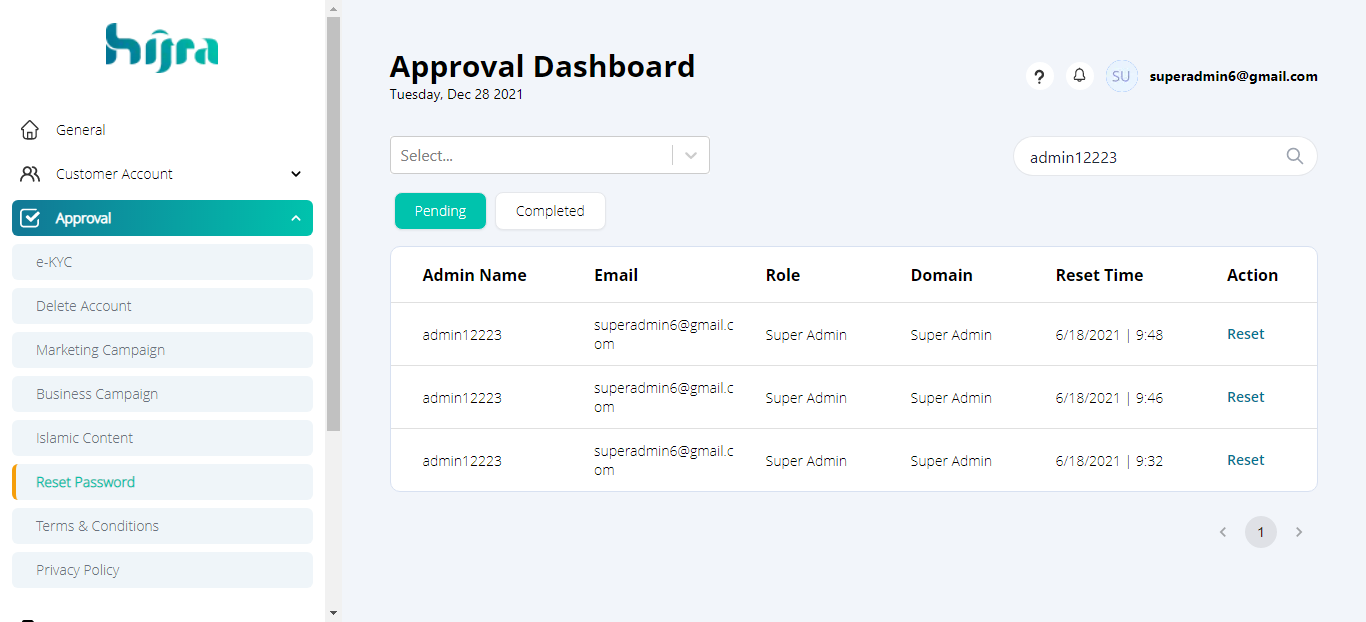 hijra
General
Customer Account
Approval
e-KYC
Delete Account
Marketing Campaign
Business Campaign
Islamic Content
Reset Password
Terms & Conditions
Privacy Policy
Approval Dashboard
Tuesday, Dec 28 2021
? SU superadmin6@gmail.com
Select... admin12223
Pending Completed
Admin Name Email Role Domain Reset Time Action
admin12223 superadmin6@gmail.c
om Super Admin Super Admin 6/18/2021 | 9:48 Reset
admin12223 superadmin6@gmail.c
om Super Admin Super Admin 6/18/2021 | 9:46 Reset
admin12223 superadmin6@gmail.c
om Super Admin Super Admin 6/18/2021 | 9:32 Reset
1